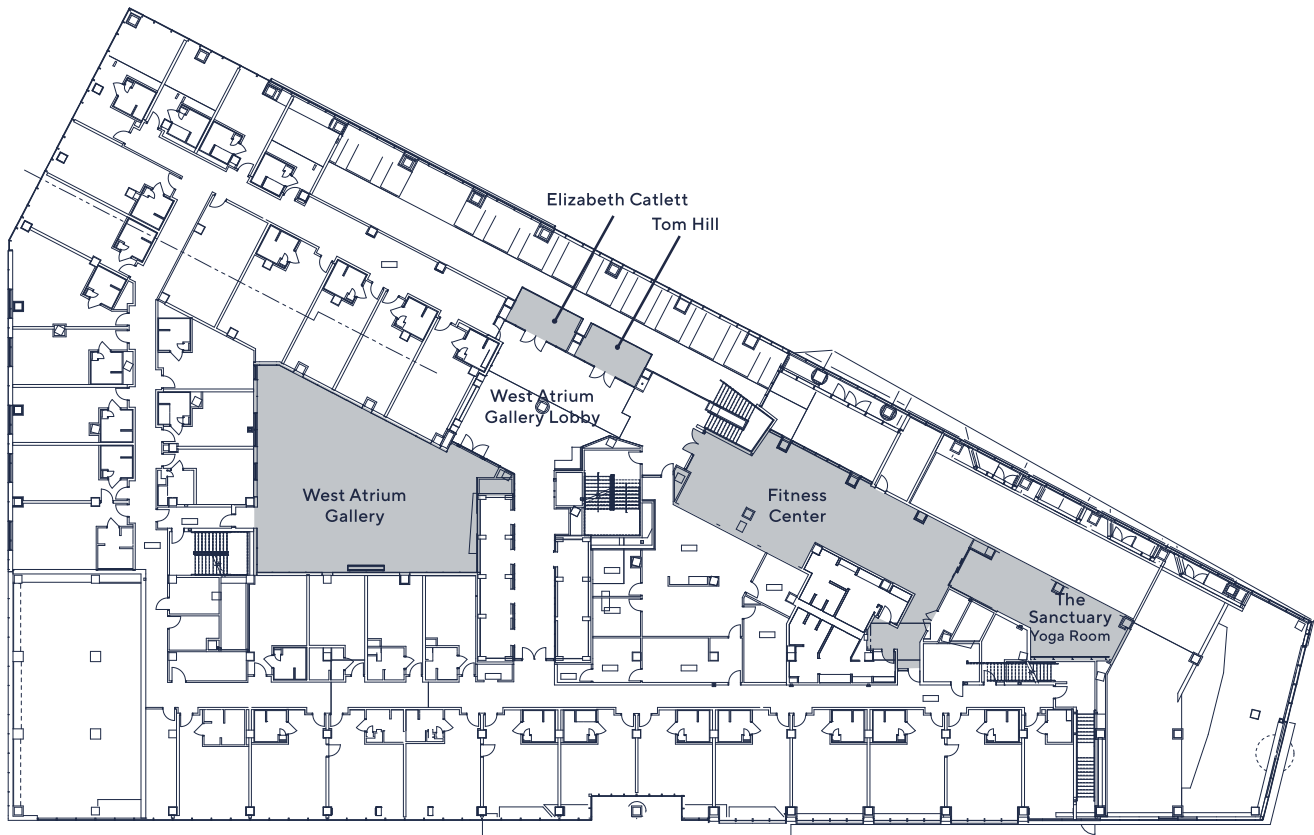 Elizabeth Catlett
Tom Hill
West Atrium
Gallery Lobby
West Atrium
Gallery
Fitness
Center
The
Sanctuary
Yoga Room